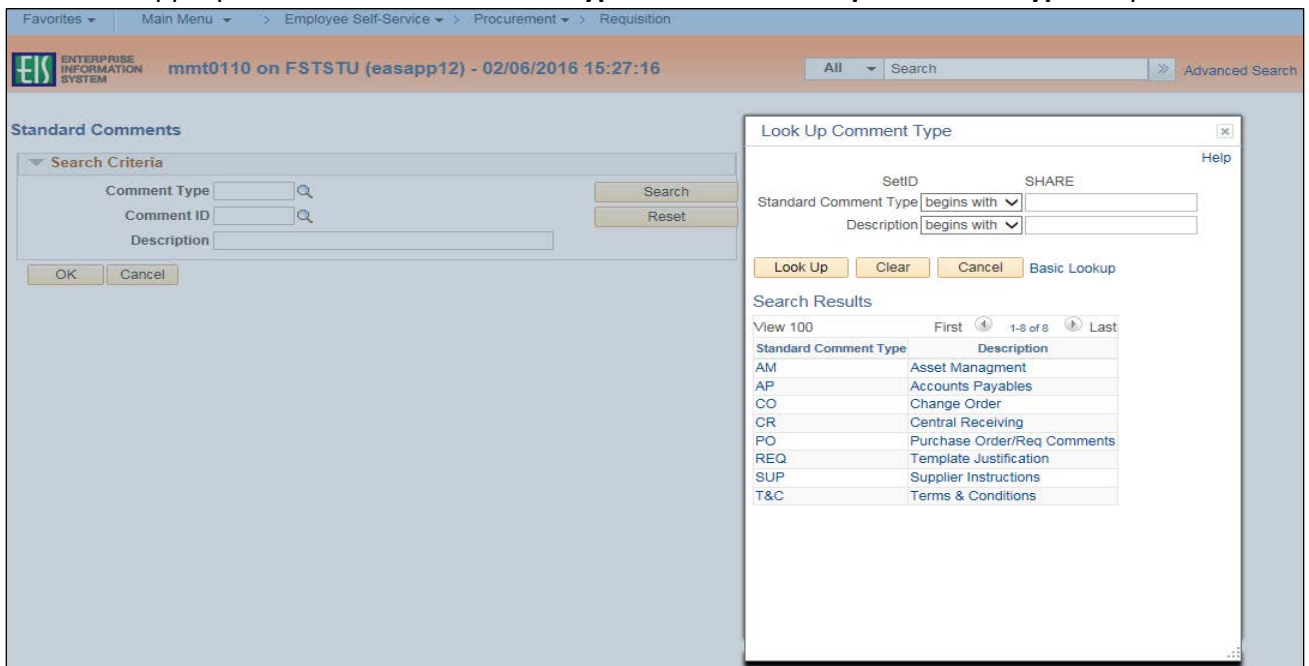 Favorites Main Menu > Employee Self-Service > Procurement > Requisition
EIS ENTERPRISE INFORMATION SYSTEM
mmt0110 on FSTSTU (easapp12) - 02/06/2016 15:27:16
All Search » Advanced Search
Standard Comments
Search Criteria
Comment Type Search
Comment ID Reset
Description
OK Cancel
Look Up Comment Type ×
Help
SetID SHARE
Standard Comment Type begins with
Description begins with
Look Up Clear Cancel Basic Lookup
Search Results
View 100 First 1-8 of 8 Last
Standard Comment Type Description
AM Asset Managment
AP Accounts Payables
CO Change Order
CR Central Receiving
PO Purchase Order/Req Comments
REQ Template Justification
SUP Supplier Instructions
T&C Terms & Conditions